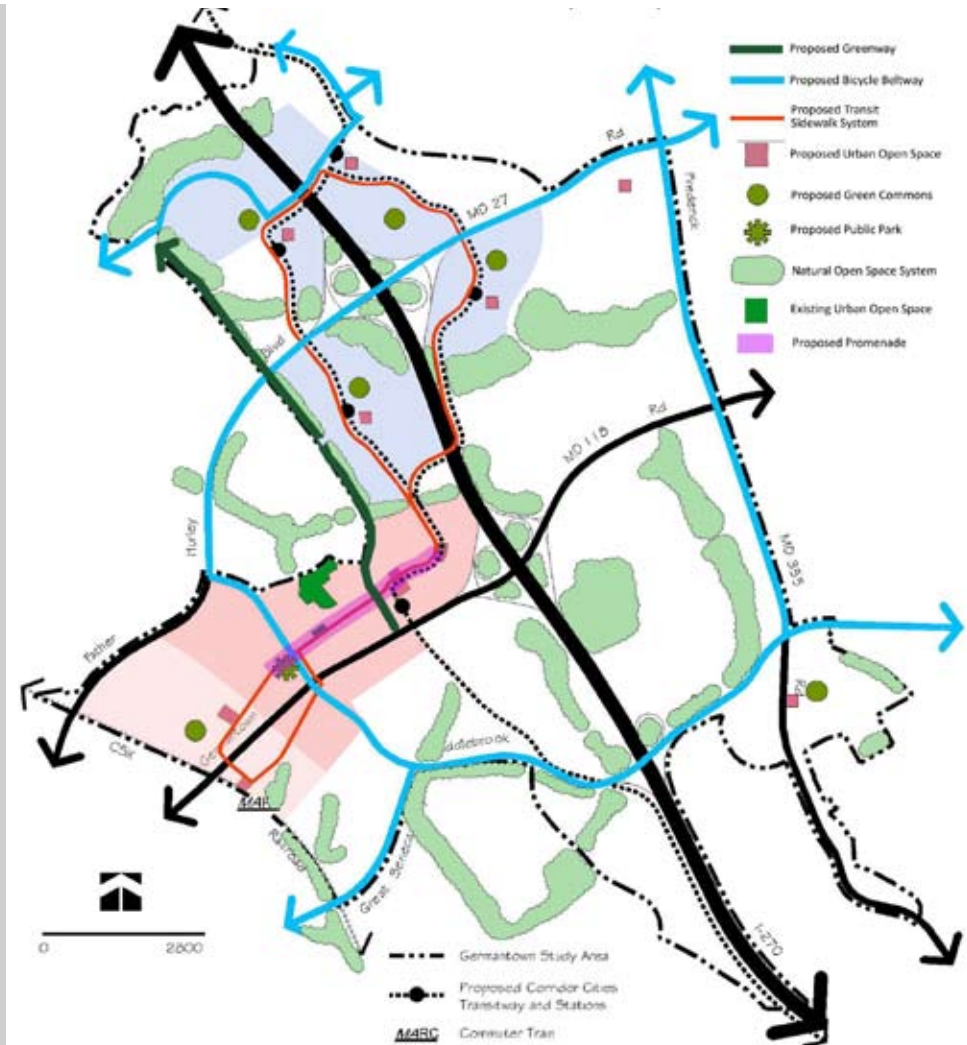 Proposed Greenway
Proposed Bicycle Beltway
Proposed Transit
Sidewalk System
Proposed Urban Open Space
Proposed Green Commons
Proposed Public Park
Natural Open Space System
Existing Urban Open Space
Proposed Promenade
Rd
MD 27
Frederick
Blvd
Rd
MD 118
MD 355
Hurley
Father
CSX
Rd
MARC
Railroad
Great Seneca
I-270
0
2800
Germantown Study Area
Proposed Corridor Cities
Transitway and Stations
MARC
Commuter Train